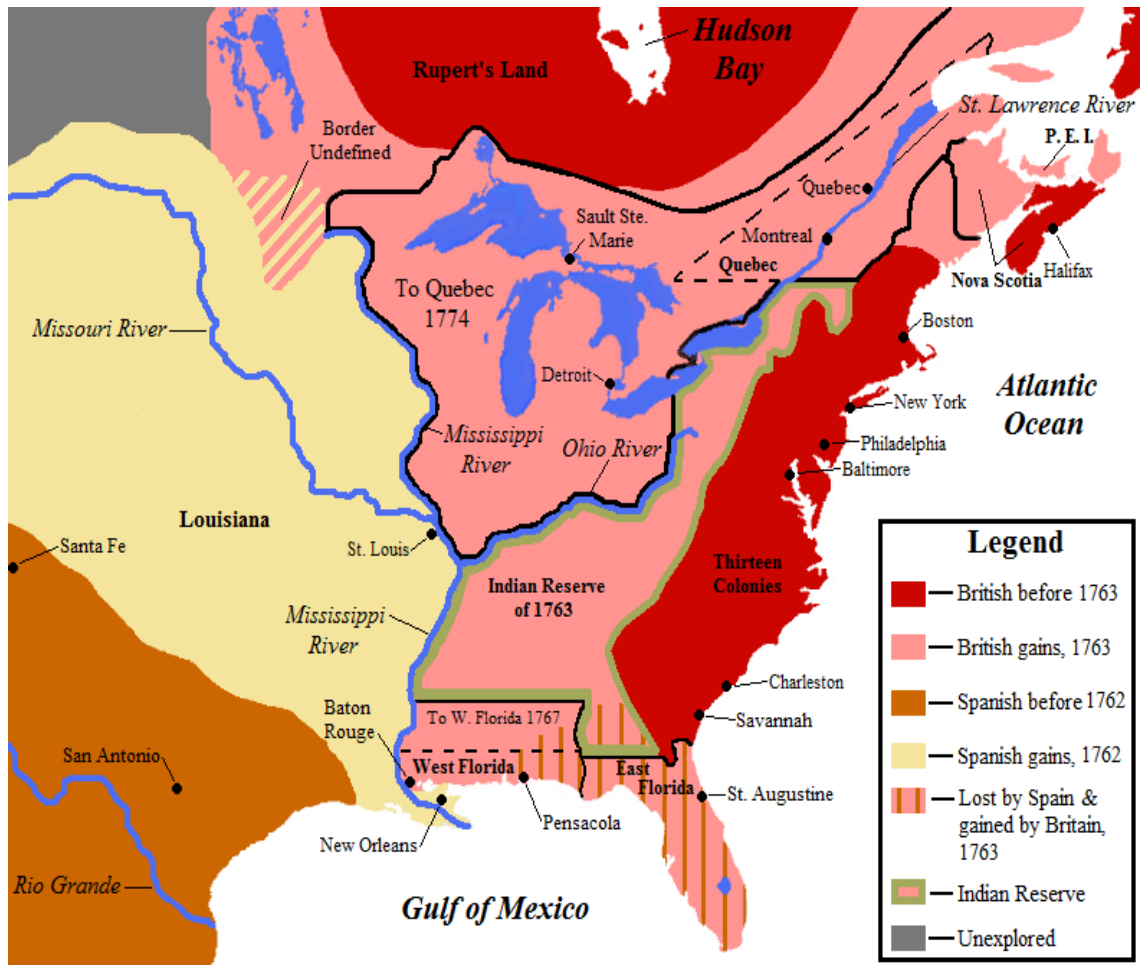 Hudson
Bay
Rupert's Land
St. Lawrence River
Border
Undefined
P. E. I.
Quebec
Sault Ste.
Marie
Montreal
Quebec
Nova Scotia
Halifax
To Quebec
1774
Missouri River
Boston
Detroit
Atlantic
Ocean
New York
Mississippi
River
Ohio River
Philadelphia
Baltimore
Louisiana
St. Louis
Santa Fe
Indian Reserve
of 1763
Thirteen
Colonies
Mississippi
River
Charleston
Savannah
Baton
Rouge
To W. Florida 1767
San Antonio
West Florida
East
Florida
St. Augustine
Pensacola
New Orleans
Rio Grande
Gulf of Mexico
Legend
British before 1763
British gains, 1763
Spanish before 1762
Spanish gains, 1762
Lost by Spain &
gained by Britain,
1763
Indian Reserve
Unexplored